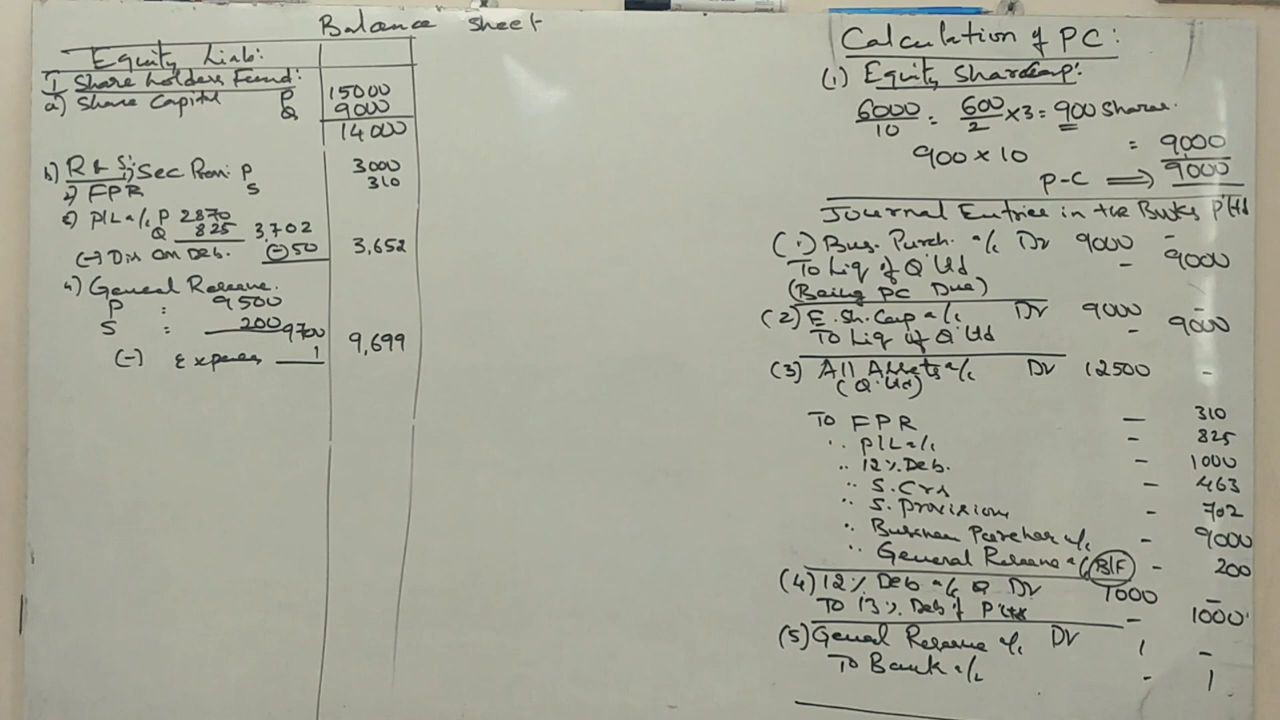 Balance Sheet
Equity Liab:
I Share holders Fund:
a) Share Capital P 15000
Q 9000
14000
b) R & S: 1) Sec Prem: P 3000
2) FPR S 310
c) P/L a/c P 2870
Q 825 3,702
(-) Div on Deb. (-) 50 3,652
4) General Reserve.
P : 9500
S : 200 9700
(-) Expenses 1 9,699
Calculation of PC:
(1) Equity Sharecap:
6000/10 = 600/2 × 3 = 900 Shares.
900 × 10 = 9000
P-C ⟹ 9000
Journal Entries in the Books P Ltd
(1) Bus. Purch. a/c Dr 9000 -
To Liq of Q Ltd - 9000
(Being PC Due)
(2) E. Sh. Cap a/c Dr 9000 -
To Liq of Q Ltd - 9000
(3) All Assets a/c Dr 12500 -
(Q. Ltd)
To FPR - 310
" P/L a/c - 825
" 12% Deb. - 1000
" S. Crs - 463
" S. Provision - 702
" Business Purchase a/c - 9000
" General Reserve a/c (B/F) - 200
(4) 12% Deb a/c Q Dr 1000 -
To 13% Deb of P Ltd - 1000
(5) General Reserve a/c Dr 1 -
To Bank a/c - 1